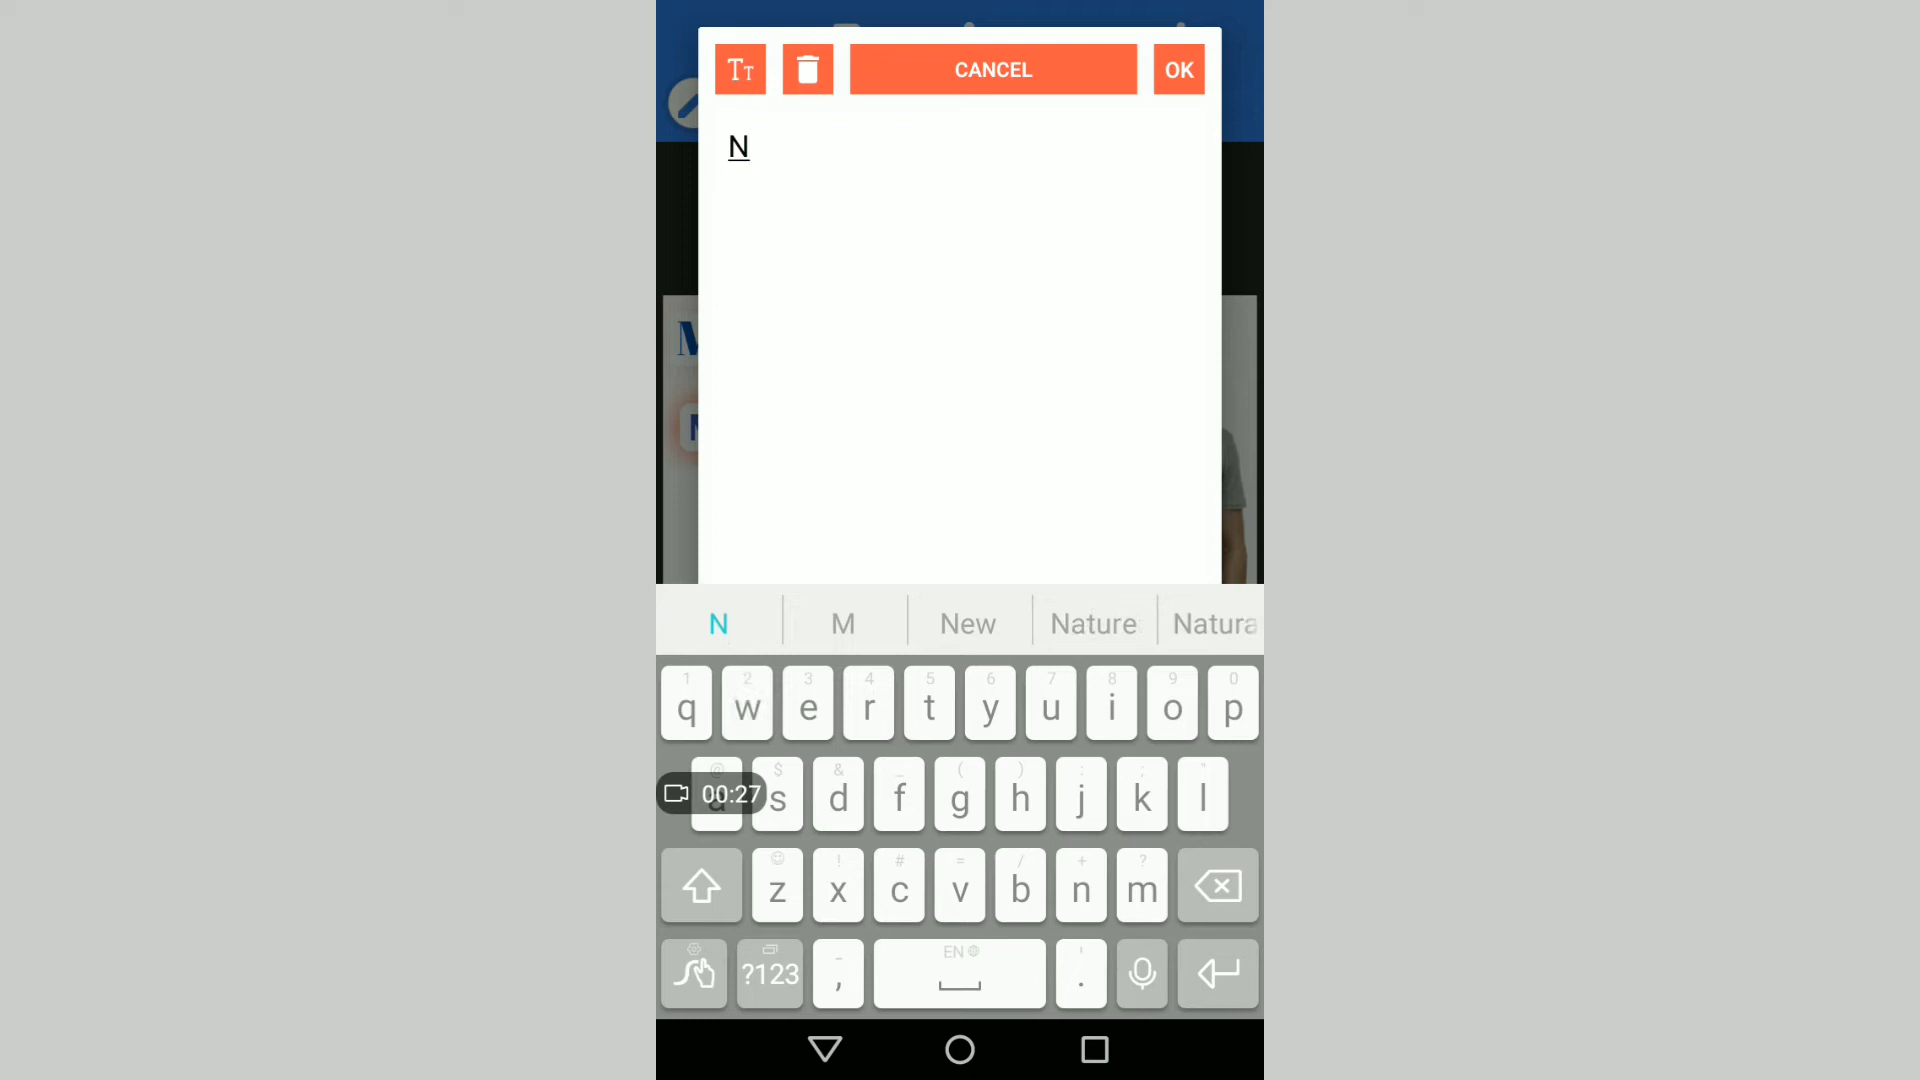 Tт CANCEL OK
N
N M New Nature Natura
1 2 3 4 5 6 7 8 9 0
q w e r t y u i o p
@ $ & _ ( ) : ; "
a s d f g h j k l
00:27
! # = / + ?
z x c v b n m
EN
?123 , .